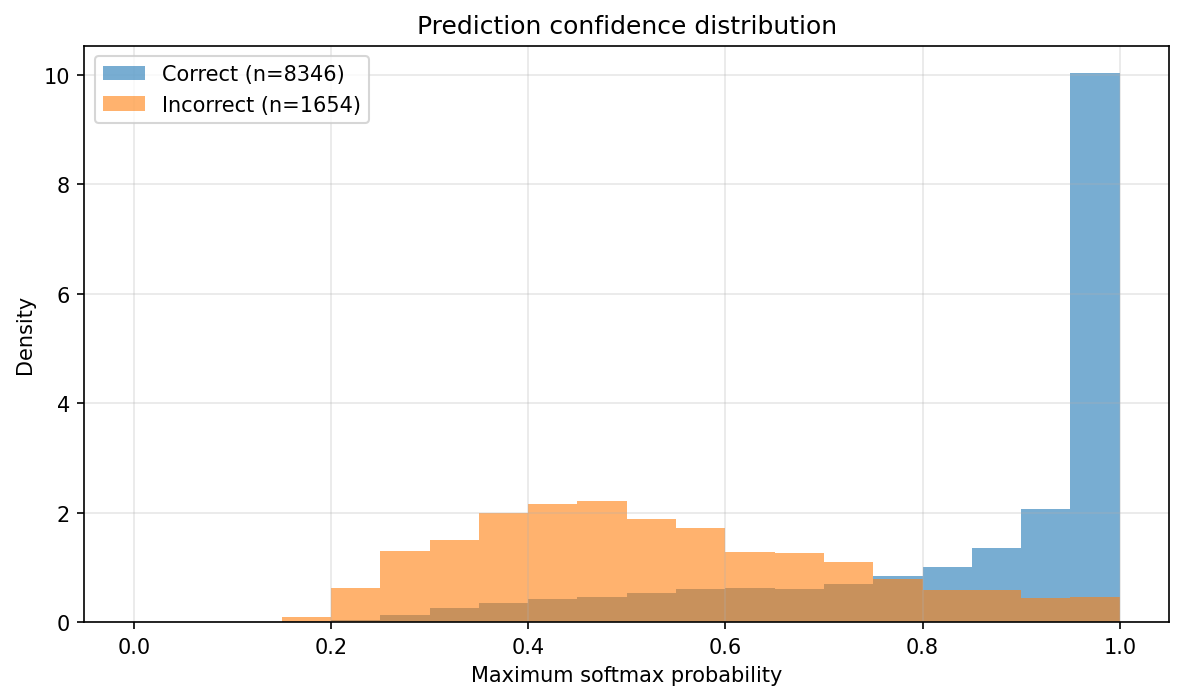 Prediction confidence distribution
Correct (n=8346)
Incorrect (n=1654)
Density
10
8
6
4
2
0
0.0 0.2 0.4 0.6 0.8 1.0
Maximum softmax probability